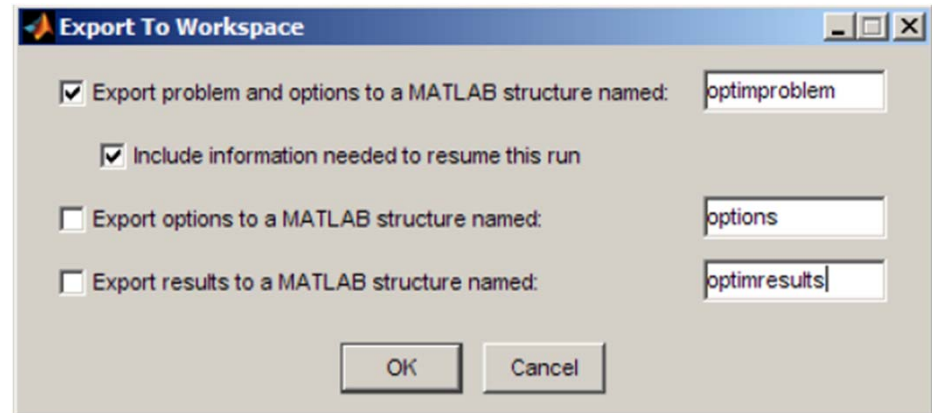 Export To Workspace
Export problem and options to a MATLAB structure named: optimproblem
Include information needed to resume this run
Export options to a MATLAB structure named: options
Export results to a MATLAB structure named: optimresults
OK Cancel